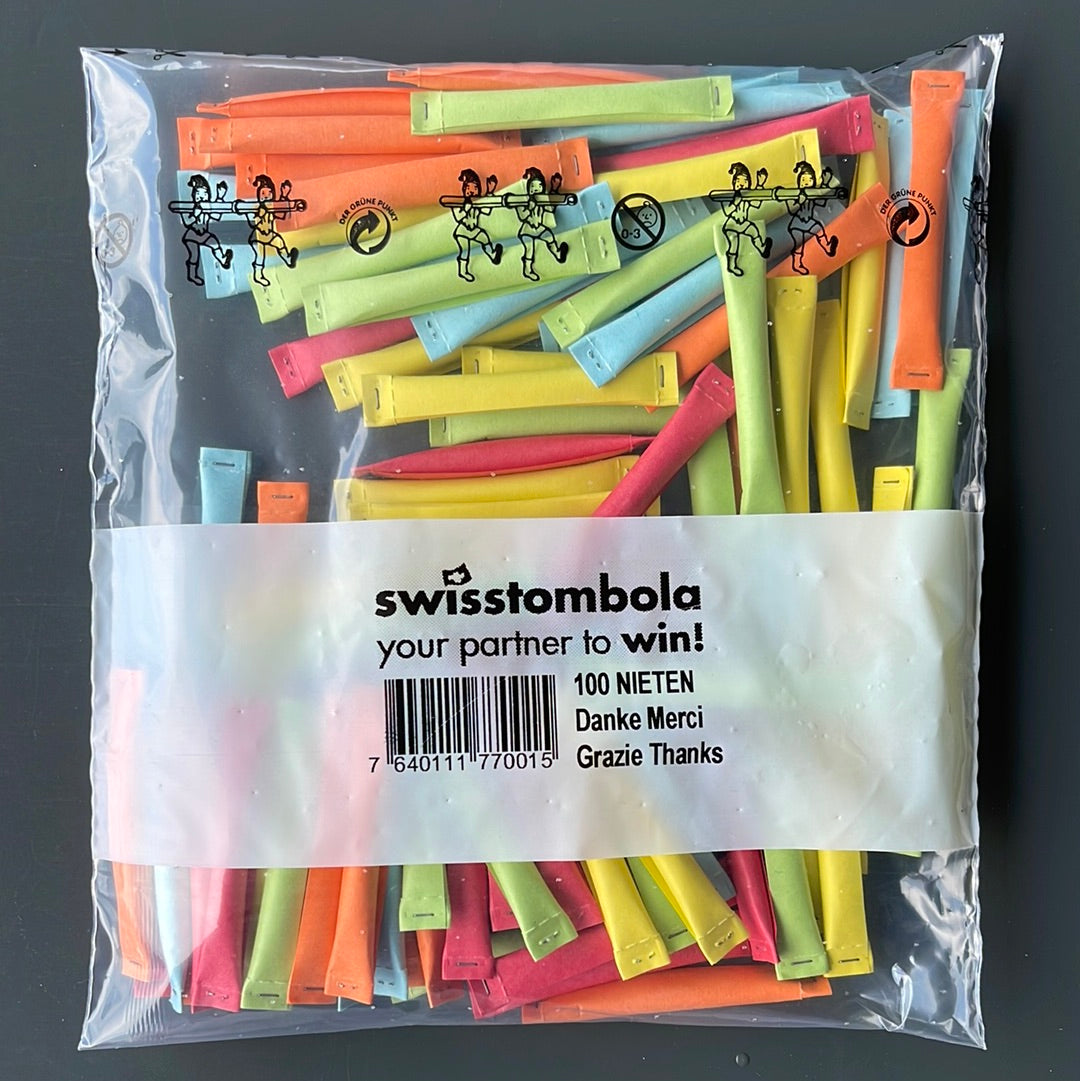 DER GRÜNE PUNKT
0-3
DER GRÜNE PUNKT
swisstombola
your partner to win!
100 NIETEN
Danke Merci
Grazie Thanks
7 640111 770015